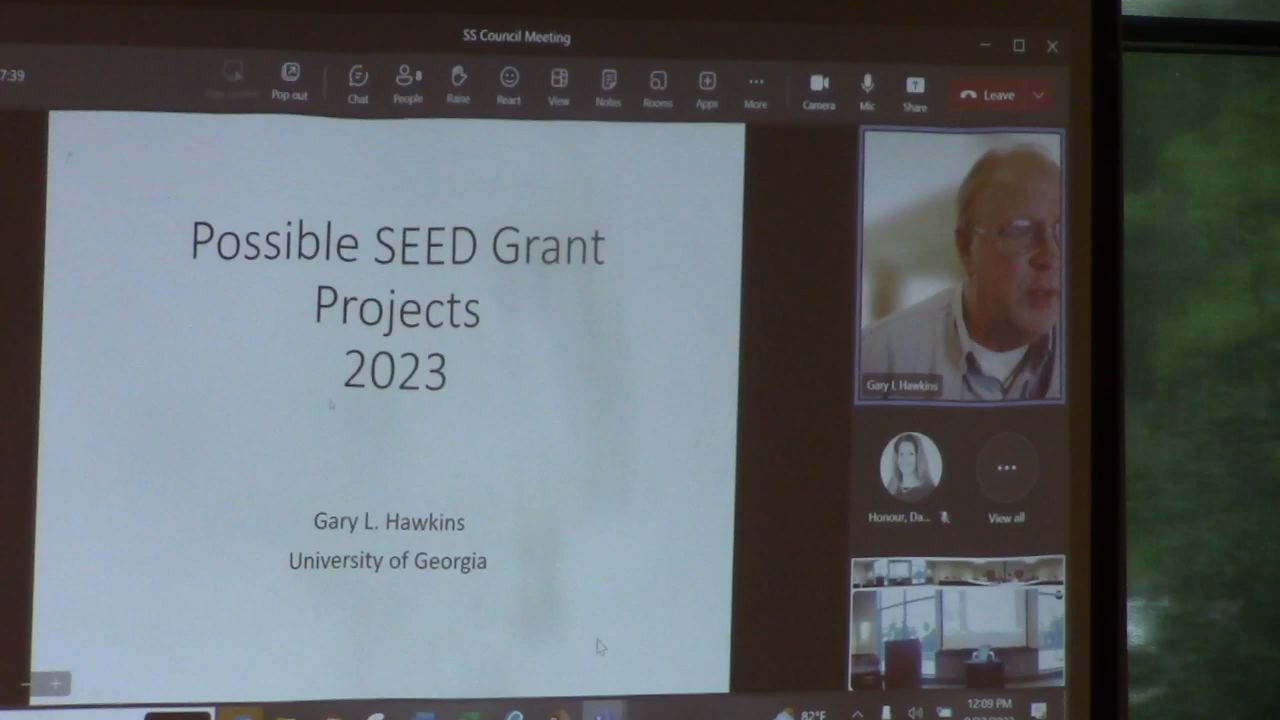 SS Council Meeting
7:39
Pop out
Chat
People 8
Raise
React
View
Notes
Rooms
Apps
More
Camera
Mic
Share
Leave
Possible SEED Grant
Projects
2023
Gary L. Hawkins
University of Georgia
Gary L Hawkins
Honour, Da...
View all
82°F
12:09 PM